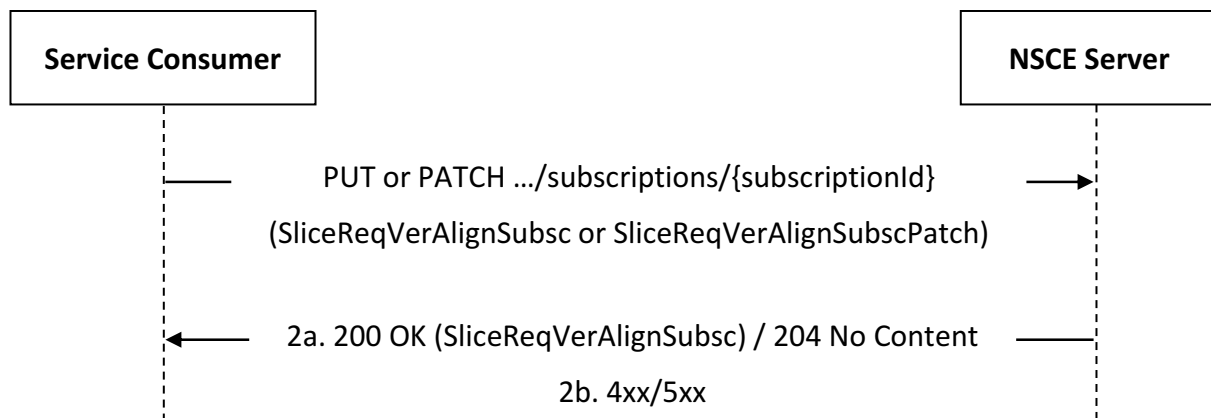 Service Consumer
NSCE Server
PUT or PATCH …/subscriptions/{subscriptionId}
(SliceReqVerAlignSubsc or SliceReqVerAlignSubscPatch)
2a. 200 OK (SliceReqVerAlignSubsc) / 204 No Content
2b. 4xx/5xx